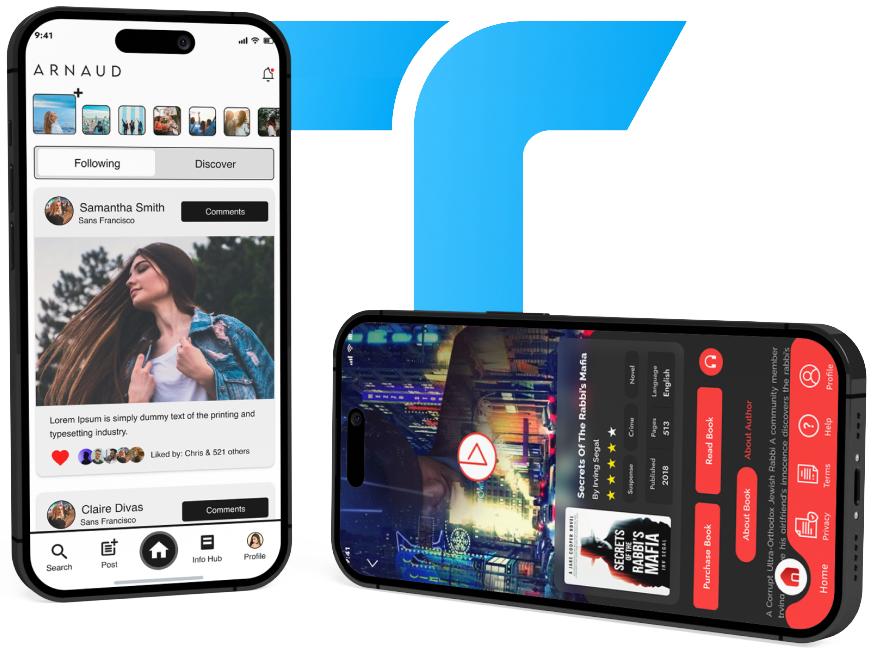 9:41
ARNAUD
Following
Discover
Samantha Smith
Sans Francisco
Comments
Lorem Ipsum is simply dummy text of the printing and
typesetting industry.
Liked by: Chris & 521 others
Claire Divas
Sans Francisco
Comments
Search
Post
Info Hub
Profile
9:41
Secrets Of The Rabbi's Mafia
By Irving Segal
Suspense
Crime
Novel
Published
2018
Pages
513
Language
English
A JAKE COOPER NOVEL
SECRETS
OF THE
RABBI'S
MAFIA
IRV SEGAL
Purchase Book
Read Book
About Book
About Author
A Corrupt Ultra-Orthodox Jewish Rabbi A community member
trying
his girlfriend's innocence discovers the rabbi's
Home
Privacy
Terms
Help
Profile